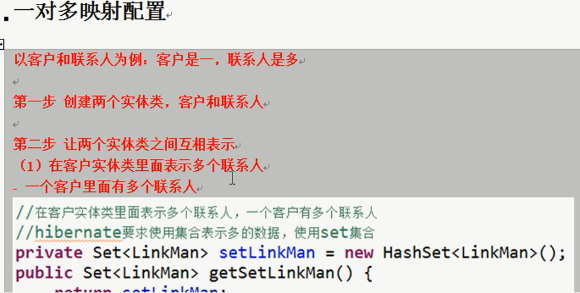 一对多映射配置
以客户和联系人为例：客户是一，联系人是多
第一步 创建两个实体类，客户和联系人
第二步 让两个实体类之间互相表示
（1）在客户实体类里面表示多个联系人
- 一个客户里面有多个联系人
//在客户实体类里面表示多个联系人，一个客户有多个联系人
//hibernate要求使用集合表示多的数据，使用set集合
private Set<LinkMan> setLinkMan = new HashSet<LinkMan>();
public Set<LinkMan> getSetLinkMan() {
return setLinkMan;